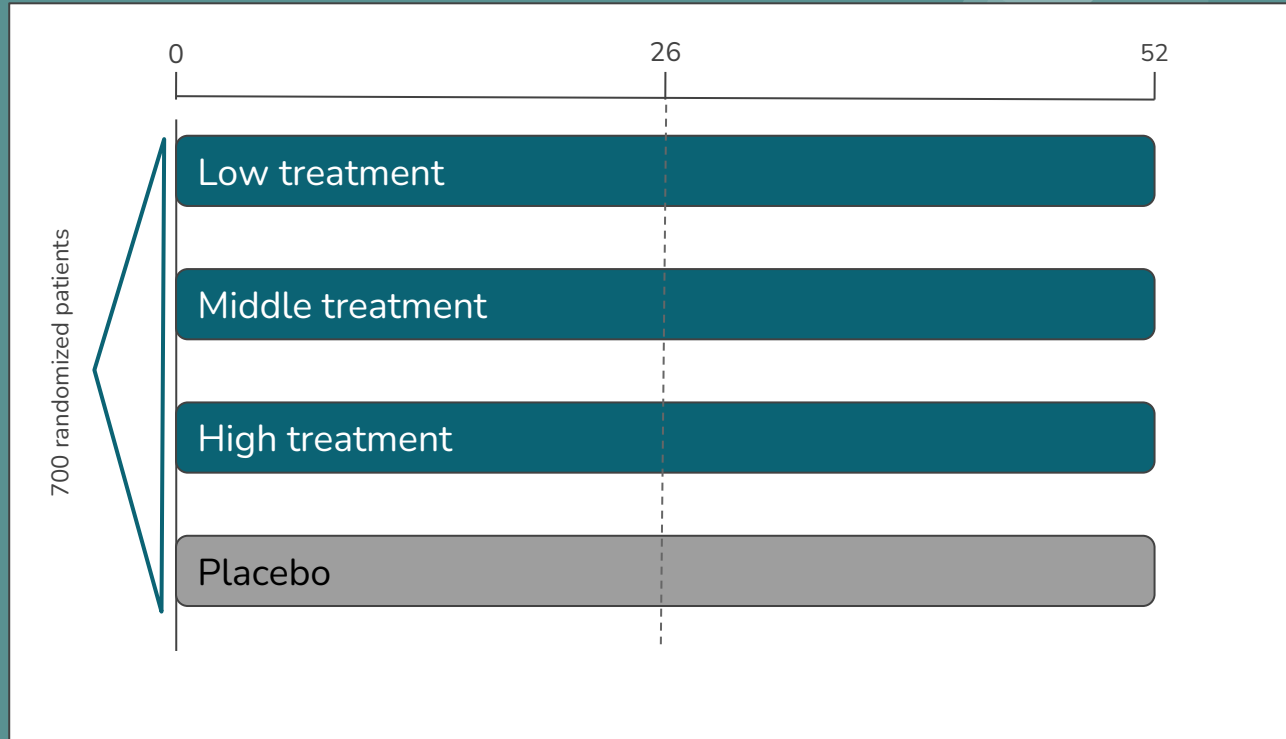 0
26
52
700 randomized patients
Low treatment
Middle treatment
High treatment
Placebo